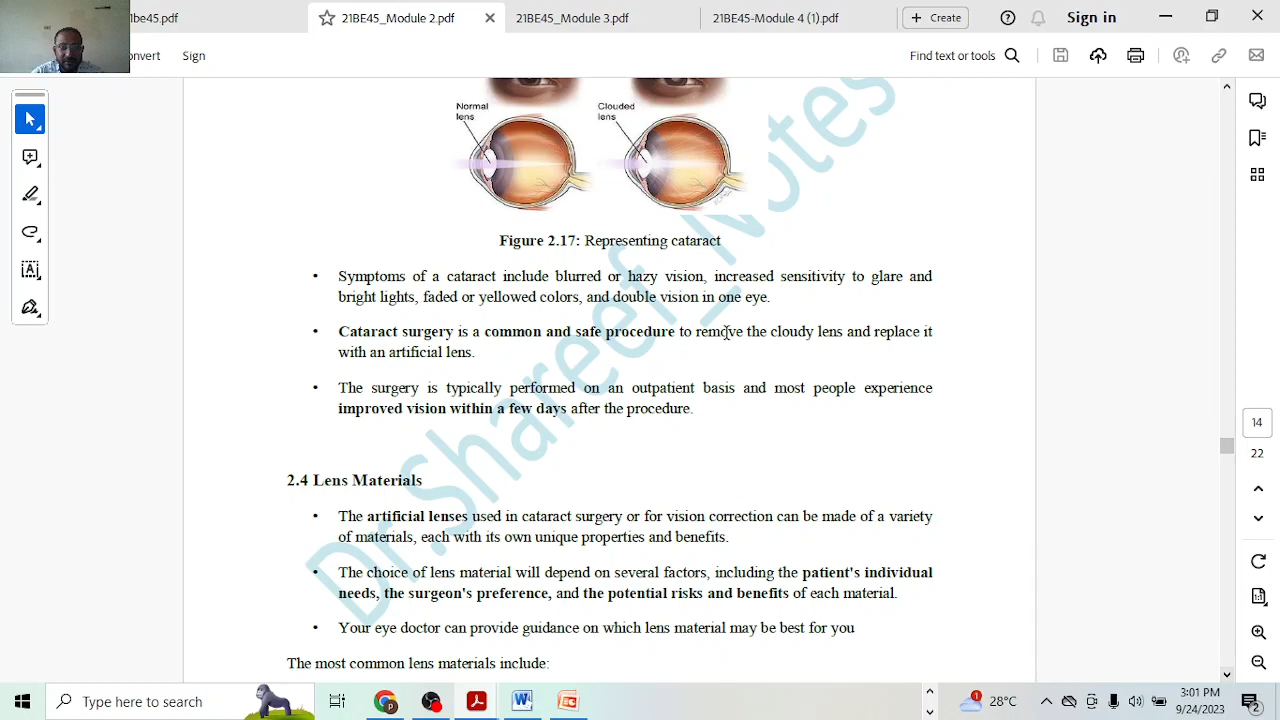 1be45.pdf
21BE45_Module 2.pdf
21BE45_Module 3.pdf
21BE45-Module 4 (1).pdf
Create
Sign in
onvert
Sign
Find text or tools
Normal lens
Clouded lens
Figure 2.17: Representing cataract
• Symptoms of a cataract include blurred or hazy vision, increased sensitivity to glare and
bright lights, faded or yellowed colors, and double vision in one eye.
• Cataract surgery is a common and safe procedure to remove the cloudy lens and replace it
with an artificial lens.
• The surgery is typically performed on an outpatient basis and most people experience
improved vision within a few days after the procedure.
2.4 Lens Materials
• The artificial lenses used in cataract surgery or for vision correction can be made of a variety
of materials, each with its own unique properties and benefits.
• The choice of lens material will depend on several factors, including the patient's individual
needs, the surgeon's preference, and the potential risks and benefits of each material.
• Your eye doctor can provide guidance on which lens material may be best for you
The most common lens materials include:
Dr.Shareef_Notes
14
22
Type here to search
28°C
3:01 PM
9/24/2023
2